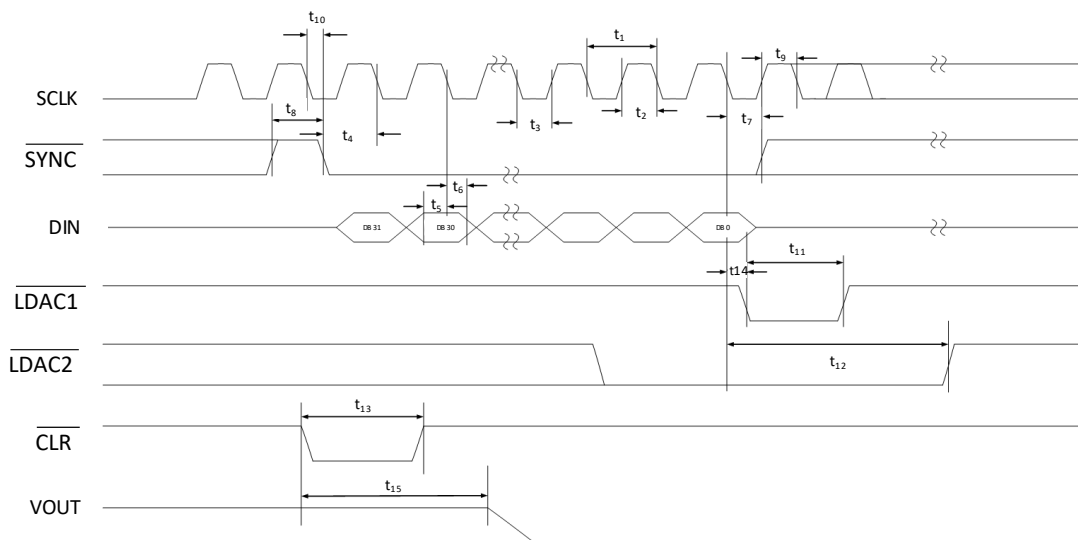 t10
t1
t9
SCLK
t8
t4
t3
t2
t7
SYNC
t6
t5
DIN
DB 31
DB 30
DB 0
t11
t14
LDAC1
t12
LDAC2
t13
CLR
t15
VOUT